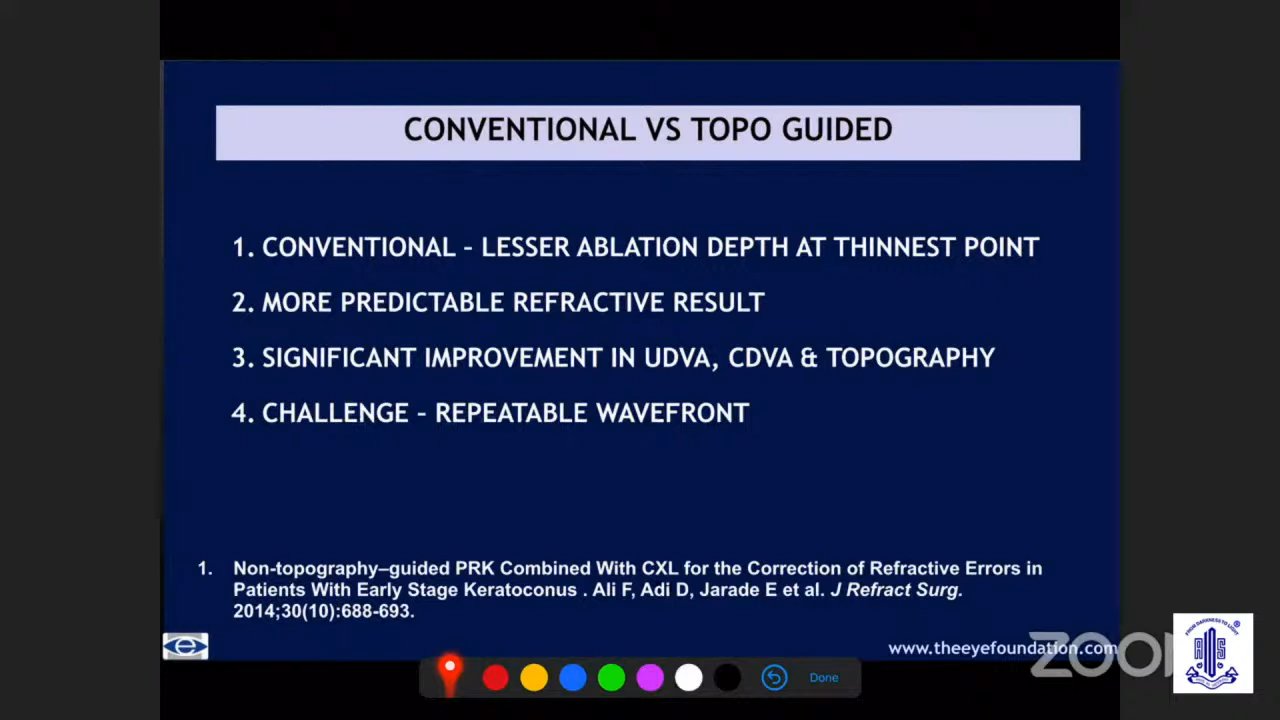 CONVENTIONAL VS TOPO GUIDED
1. CONVENTIONAL – LESSER ABLATION DEPTH AT THINNEST POINT
2. MORE PREDICTABLE REFRACTIVE RESULT
3. SIGNIFICANT IMPROVEMENT IN UDVA, CDVA & TOPOGRAPHY
4. CHALLENGE – REPEATABLE WAVEFRONT
1. Non-topography–guided PRK Combined With CXL for the Correction of Refractive Errors in
Patients With Early Stage Keratoconus . Ali F, Adi D, Jarade E et al. J Refract Surg.
2014;30(10):688-693.
www.theeyefoundation.com
Done